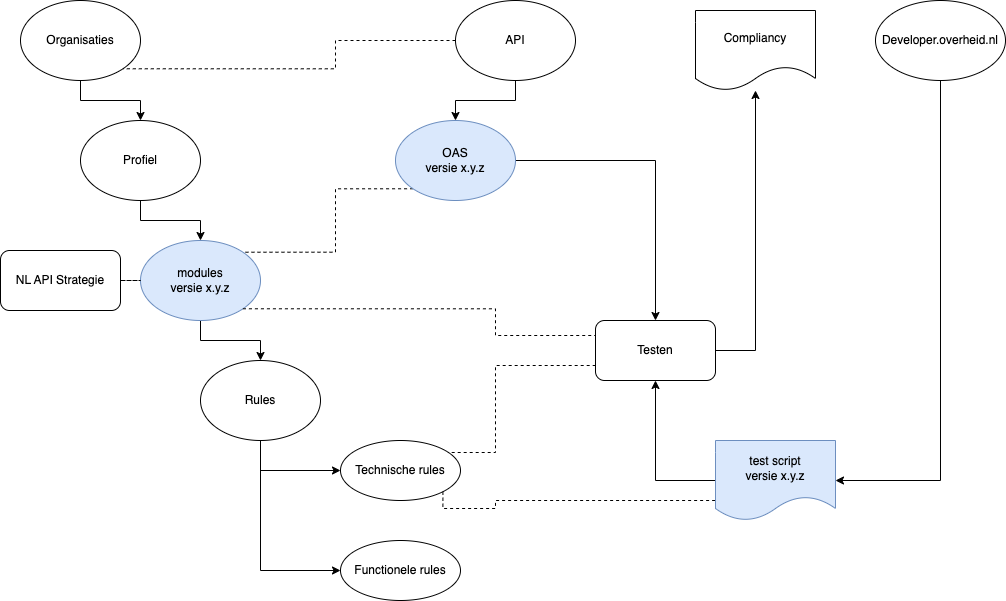 Organisaties
API
Compliancy
Developer.overheid.nl
Profiel
OAS
versie x.y.z
NL API Strategie
modules
versie x.y.z
Testen
Rules
Technische rules
test script
versie x.y.z
Functionele rules